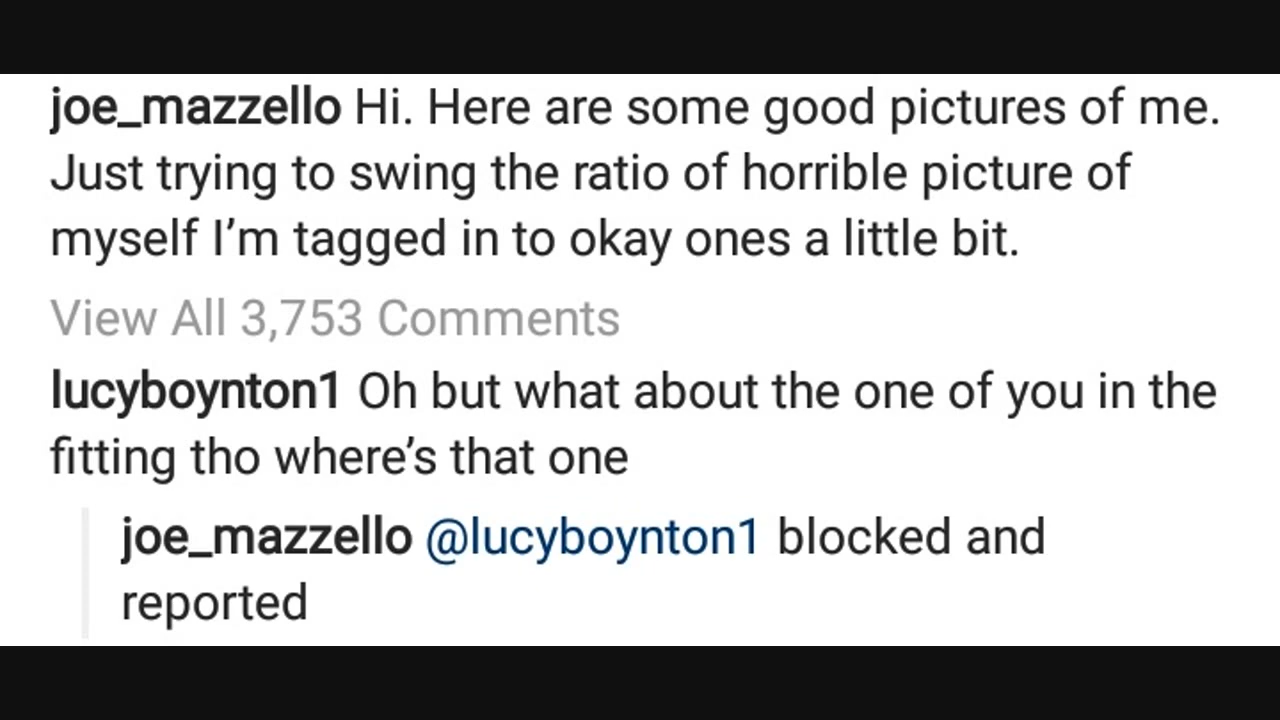 joe_mazzello Hi. Here are some good pictures of me.
Just trying to swing the ratio of horrible picture of
myself I’m tagged in to okay ones a little bit.
View All 3,753 Comments
lucyboynton1 Oh but what about the one of you in the
fitting tho where’s that one
joe_mazzello @lucyboynton1 blocked and
reported